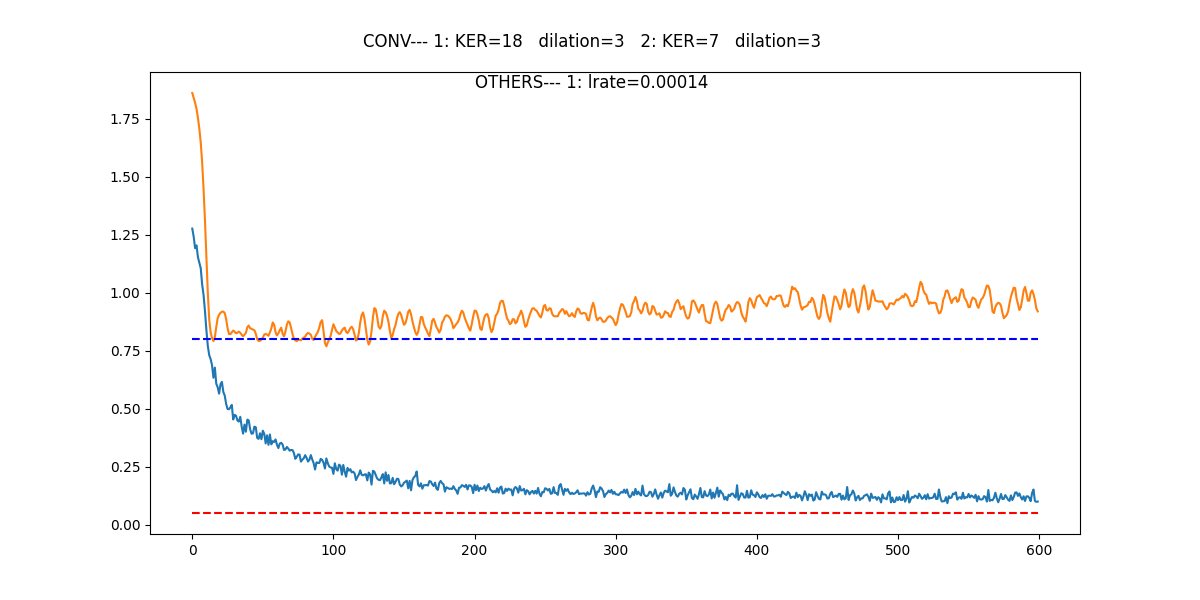 CONV--- 1: KER=18   dilation=3   2: KER=7   dilation=3
OTHERS--- 1: lrate=0.00014
1.75
1.50
1.25
1.00
0.75
0.50
0.25
0.00
0 100 200 300 400 500 600